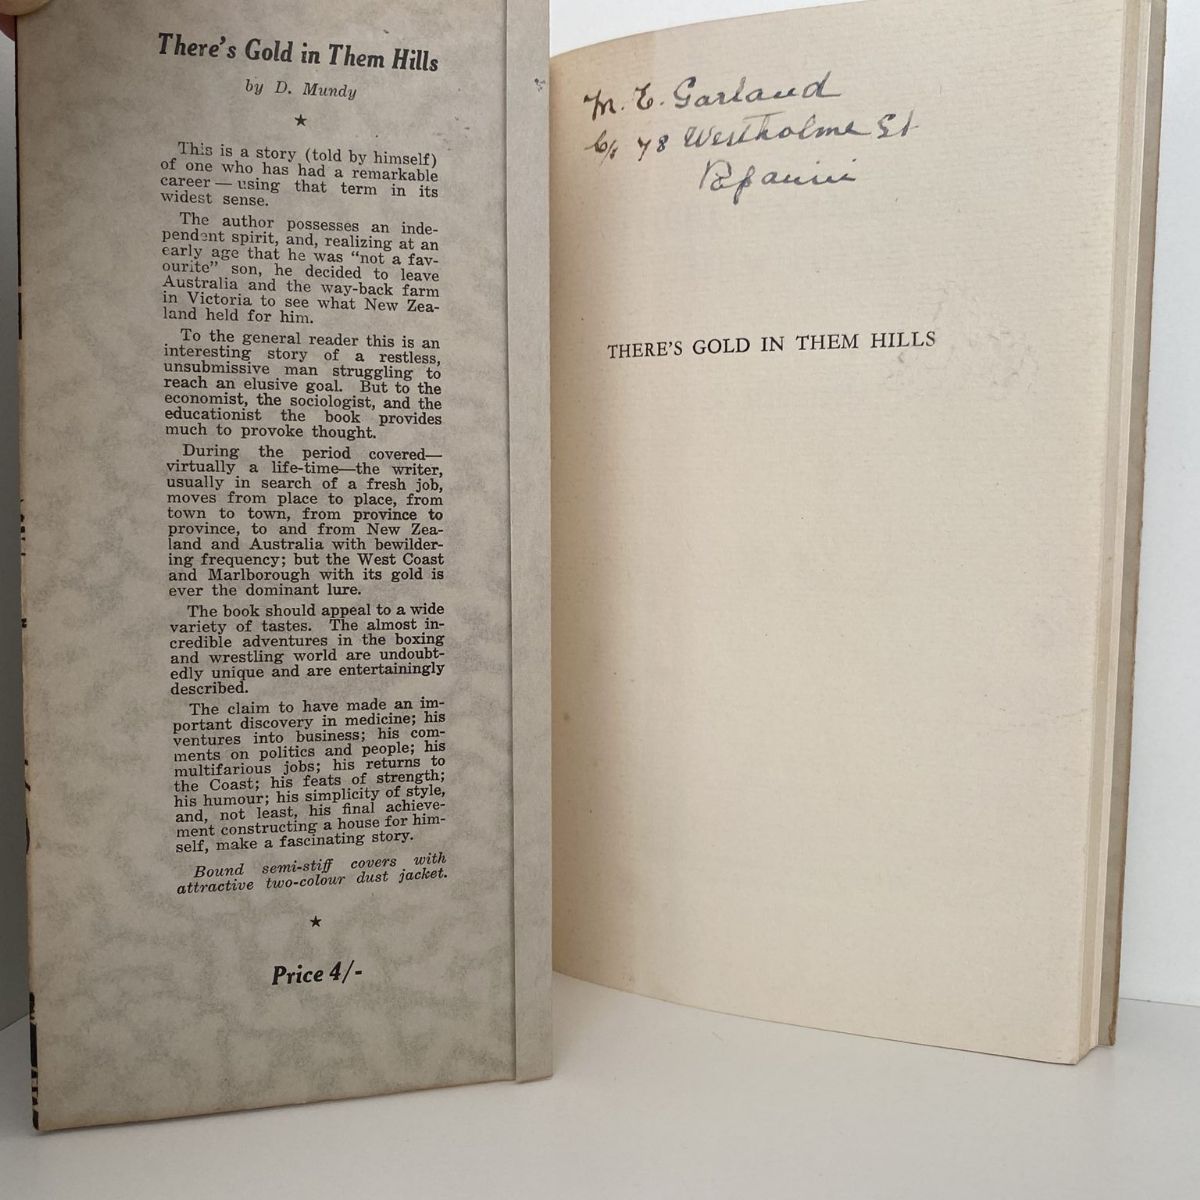 There's Gold in Them Hills
by D. Mundy
★
This is a story (told by himself)
of one who has had a remarkable
career — using that term in its
widest sense.
The author possesses an inde-
pendent spirit, and, realizing at an
early age that he was "not a fav-
ourite" son, he decided to leave
Australia and the way-back farm
in Victoria to see what New Zea-
land held for him.
To the general reader this is an
interesting story of a restless,
unsubmissive man struggling to
reach an elusive goal. But to the
economist, the sociologist, and the
educationist the book provides
much to provoke thought.
During the period covered—
virtually a life-time—the writer,
usually in search of a fresh job,
moves from place to place, from
town to town, from province to
province, to and from New Zea-
land and Australia with bewilder-
ing frequency; but the West Coast
and Marlborough with its gold is
ever the dominant lure.
The book should appeal to a wide
variety of tastes. The almost in-
credible adventures in the boxing
and wrestling world are undoubt-
edly unique and are entertainingly
described.
The claim to have made an im-
portant discovery in medicine; his
ventures into business; his com-
ments on politics and people; his
multifarious jobs; his returns to
the Coast; his feats of strength;
his humour; his simplicity of style,
and, not least, his final achieve-
ment constructing a house for him-
self, make a fascinating story.
Bound semi-stiff covers with
attractive two-colour dust jacket.
★
Price 4/-
M. E. Garland
78 Westholme St
THERE'S GOLD IN THEM HILLS